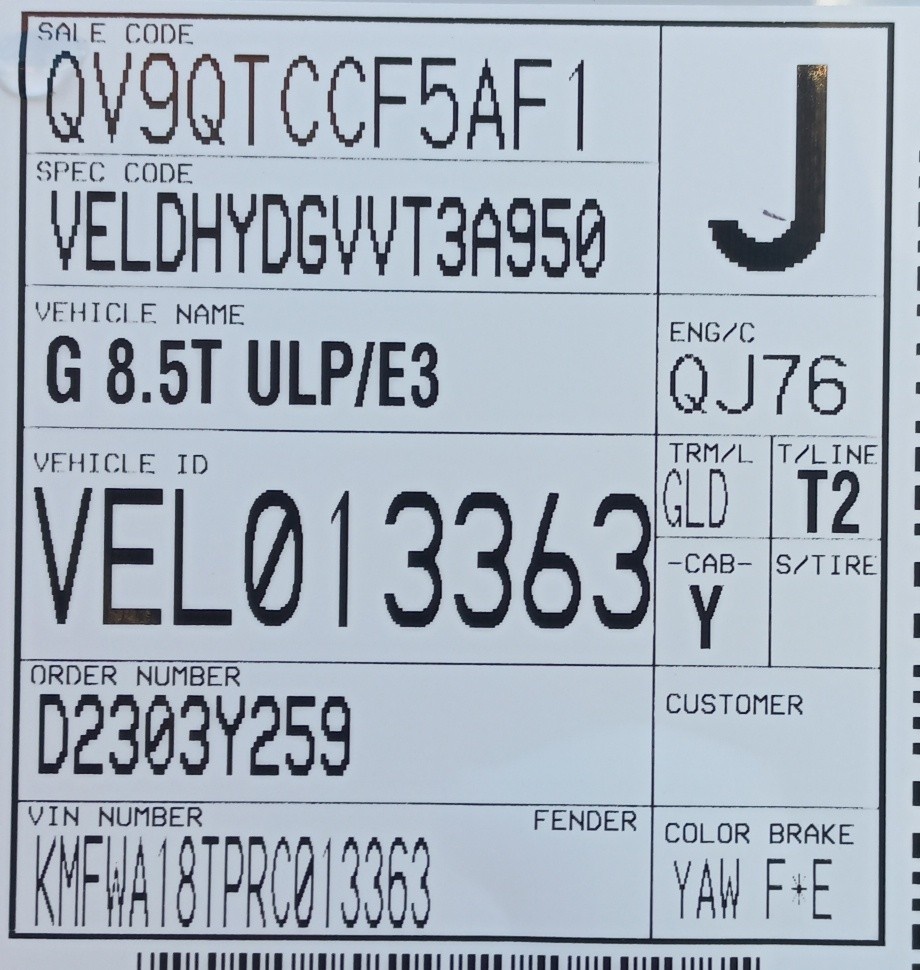 SALE CODE
QV9QTCCF5AF1
J
SPEC CODE
VELDHYDGVVT3A950
VEHICLE NAME
G 8.5T ULP/E3
ENG/C
QJ76
VEHICLE ID
VEL013363
TRM/L T/LINE
GLD T2
-CAB- S/TIRE
Y
ORDER NUMBER
D2303Y259
CUSTOMER
VIN NUMBER FENDER
KMFWA18TPRC013363
COLOR BRAKE
YAW F*E